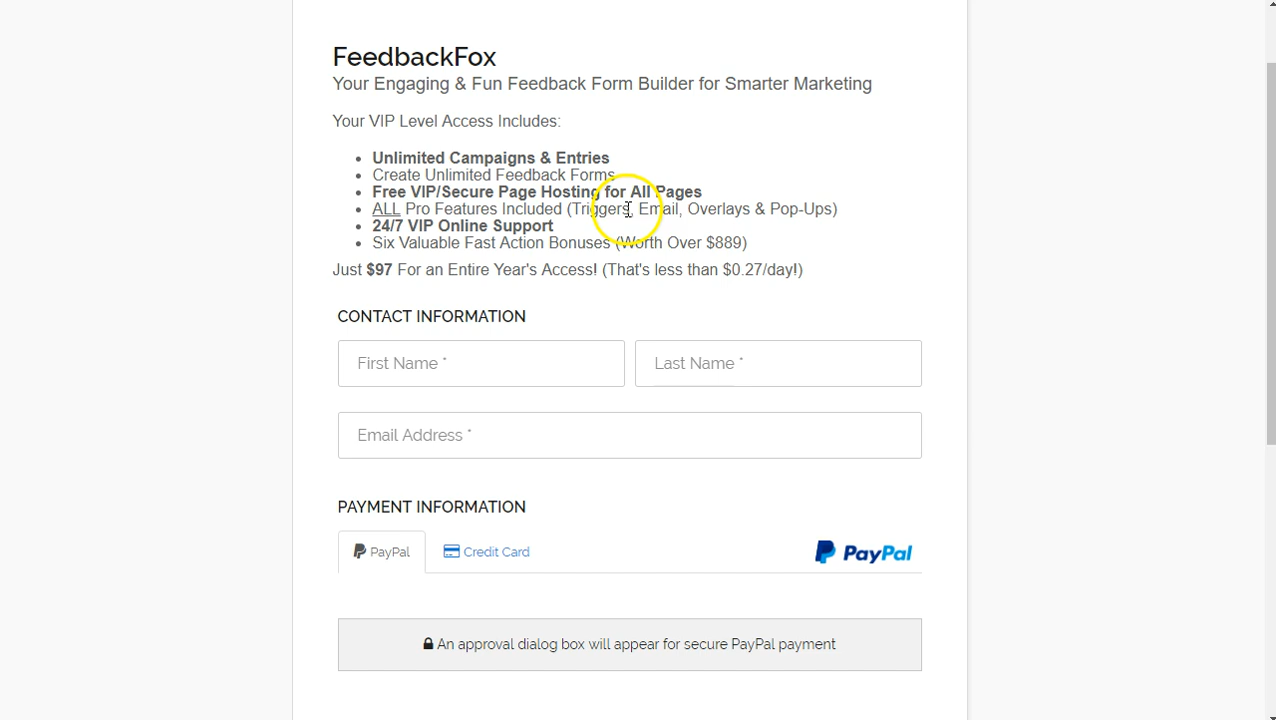 FeedbackFox
Your Engaging & Fun Feedback Form Builder for Smarter Marketing
Your VIP Level Access Includes:
Unlimited Campaigns & Entries
Create Unlimited Feedback Forms
Free VIP/Secure Page Hosting for All Pages
ALL Pro Features Included (Triggers, Email, Overlays & Pop-Ups)
24/7 VIP Online Support
Six Valuable Fast Action Bonuses (Worth Over $889)
Just $97 For an Entire Year's Access! (That's less than $0.27/day!)
CONTACT INFORMATION
First Name * Last Name *
Email Address *
PAYMENT INFORMATION
PayPal Credit Card PayPal
An approval dialog box will appear for secure PayPal payment